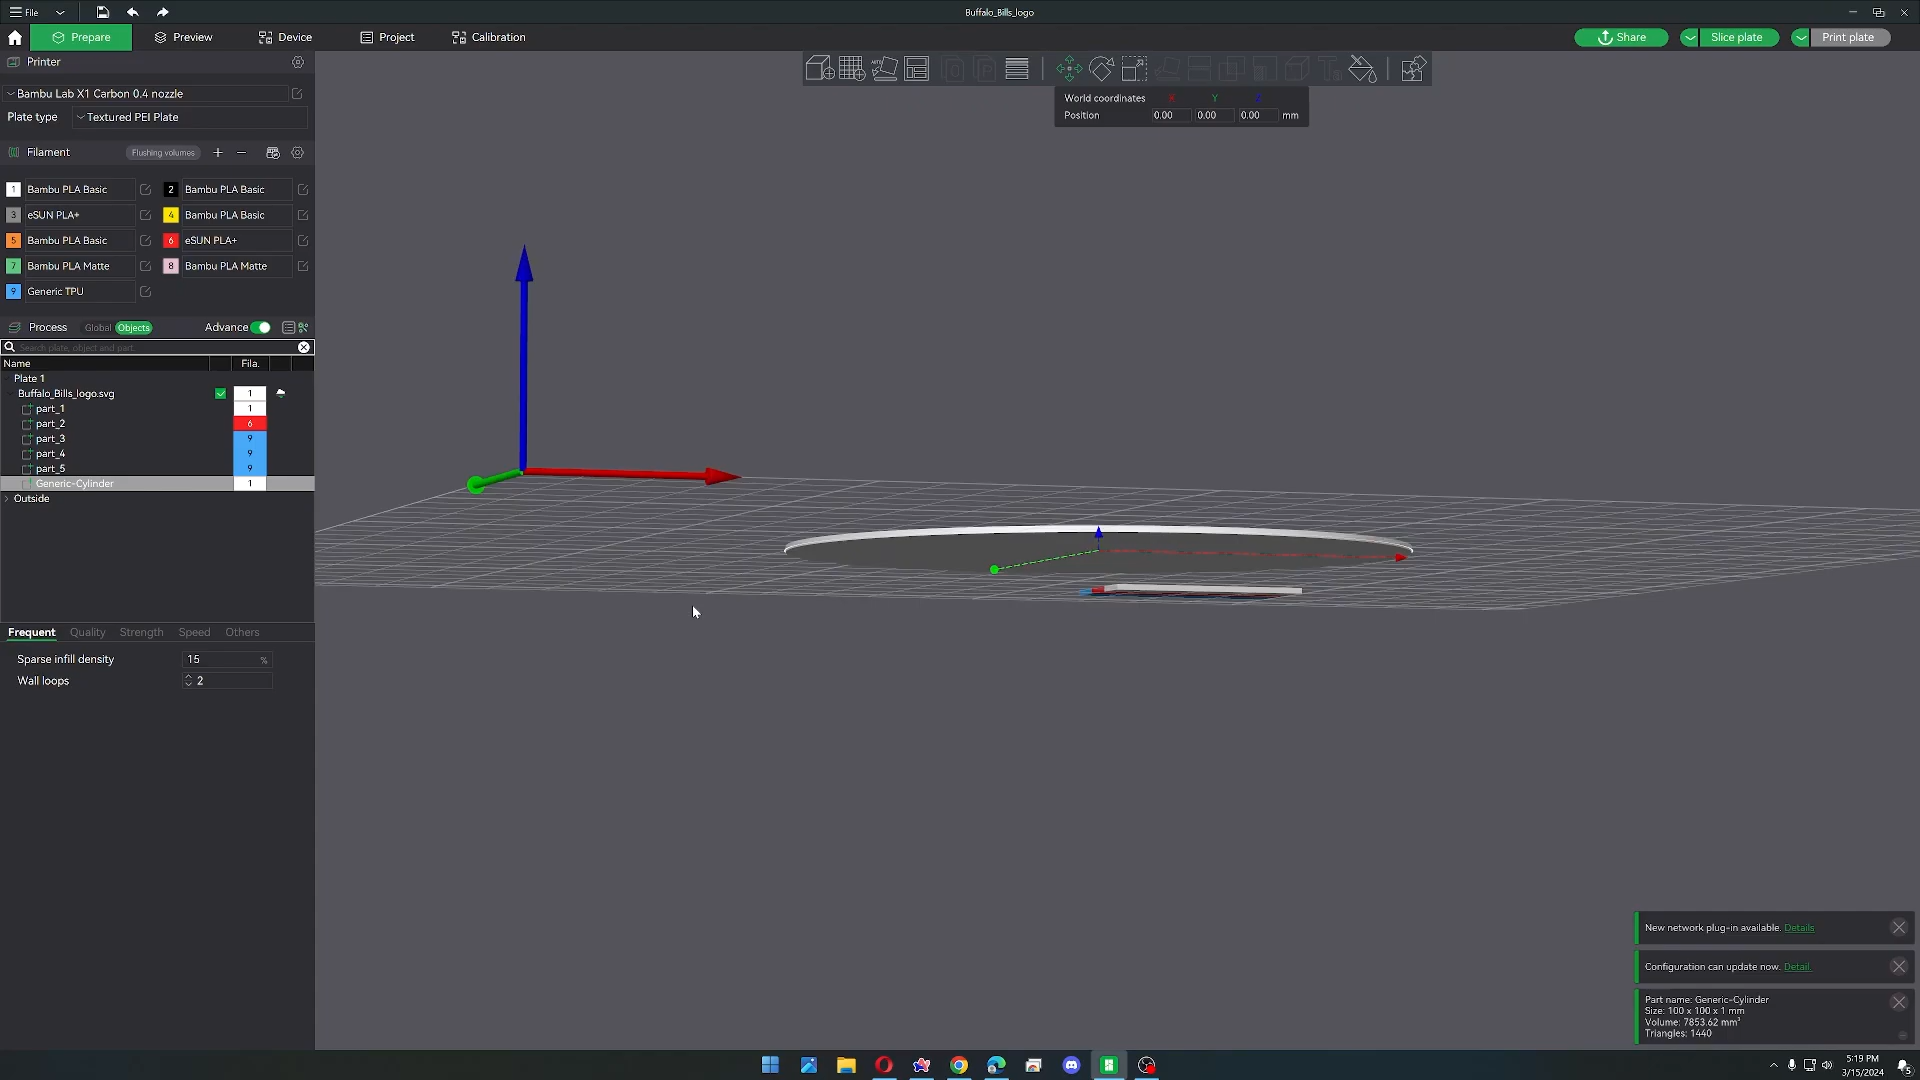 File
Buffalo_Bills_logo
Prepare
Preview
Device
Project
Calibration
Share
Slice plate
Print plate
Printer
Bambu Lab X1 Carbon 0.4 nozzle
Plate type
Textured PEI Plate
Filament
Flushing volumes
1 Bambu PLA Basic
2 Bambu PLA Basic
3 eSUN PLA+
4 Bambu PLA Basic
5 Bambu PLA Basic
6 eSUN PLA+
7 Bambu PLA Matte
8 Bambu PLA Matte
9 Generic TPU
Process
Global
Objects
Advance
Search plate, object and part.
Name
Fila.
Plate 1
Buffalo_Bills_logo.svg 1
part_1 1
part_2 6
part_3 9
part_4 9
part_5 9
Generic-Cylinder 1
Outside
Frequent
Quality
Strength
Speed
Others
Sparse infill density 15 %
Wall loops 2
AUTO
World coordinates X Y Z
Position 0.00 0.00 0.00 mm
New network plug-in available. Details
Configuration can update now. Detail.
Part name: Generic-Cylinder
Size: 100 x 100 x 1 mm
Volume: 7853.62 mm³
Triangles: 1440
5:19 PM
3/15/2024
5